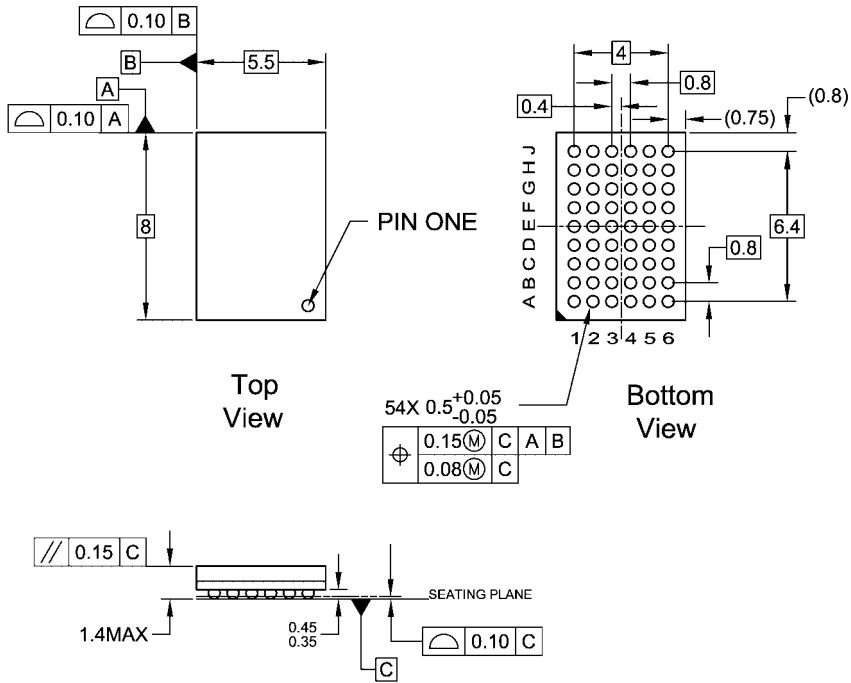 0.10 B
B
5.5
A
0.10 A
8
PIN ONE
Top
View
4
0.8
0.4
(0.75)
(0.8)
J
H
G
F
E
D
C
B
A
6.4
0.8
1 2 3 4 5 6
Bottom
View
54X 0.5 +0.05
-0.05
⌖ 0.15Ⓜ C A B
0.08Ⓜ C
// 0.15 C
1.4MAX
0.45
0.35
SEATING PLANE
0.10 C
C